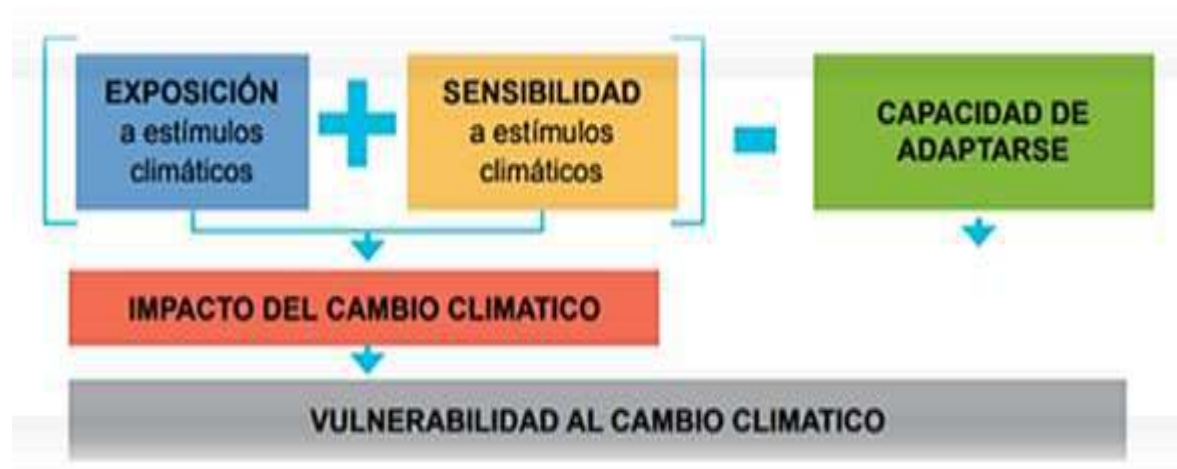 EXPOSICIÓN
a estímulos
climáticos
SENSIBILIDAD
a estímulos
climáticos
CAPACIDAD DE
ADAPTARSE
IMPACTO DEL CAMBIO CLIMATICO
VULNERABILIDAD AL CAMBIO CLIMATICO